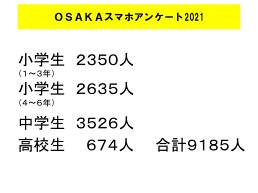 OSAKAスマホアンケート2021
小学生　2350人
(1～3年)
小学生　2635人
(4～6年)
中学生　3526人
高校生　　674人　合計9185人